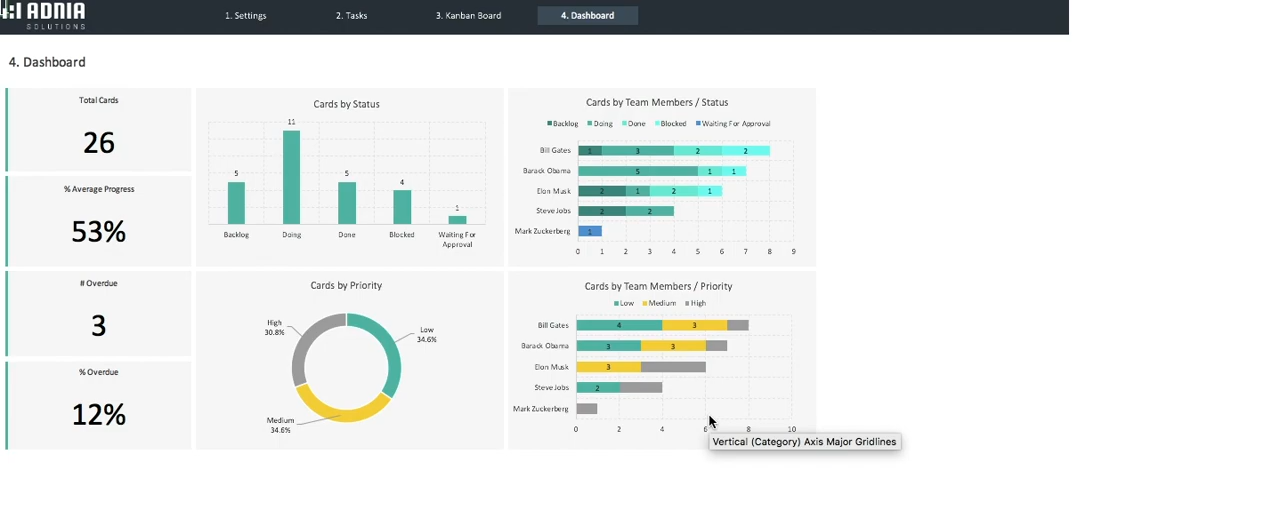 ADNIA
SOLUTIONS
1. Settings
2. Tasks
3. Kanban Board
4. Dashboard
4. Dashboard
Total Cards
26
% Average Progress
53%
# Overdue
3
% Overdue
12%
Cards by Status
5
11
5
4
1
Backlog
Doing
Done
Blocked
Waiting For
Approval
Cards by Team Members / Status
Backlog
Doing
Done
Blocked
Waiting For Approval
Bill Gates
1
3
2
2
Barack Obama
5
1
1
Elon Musk
2
1
2
1
Steve Jobs
2
2
Mark Zuckerberg
1
0
1
2
3
4
5
6
7
8
9
Cards by Priority
High
30.8%
Low
34.6%
Medium
34.6%
Cards by Team Members / Priority
Low
Medium
High
Bill Gates
4
3
Barack Obama
3
3
Elon Musk
3
Steve Jobs
2
Mark Zuckerberg
0
2
4
6
8
10
Vertical (Category) Axis Major Gridlines